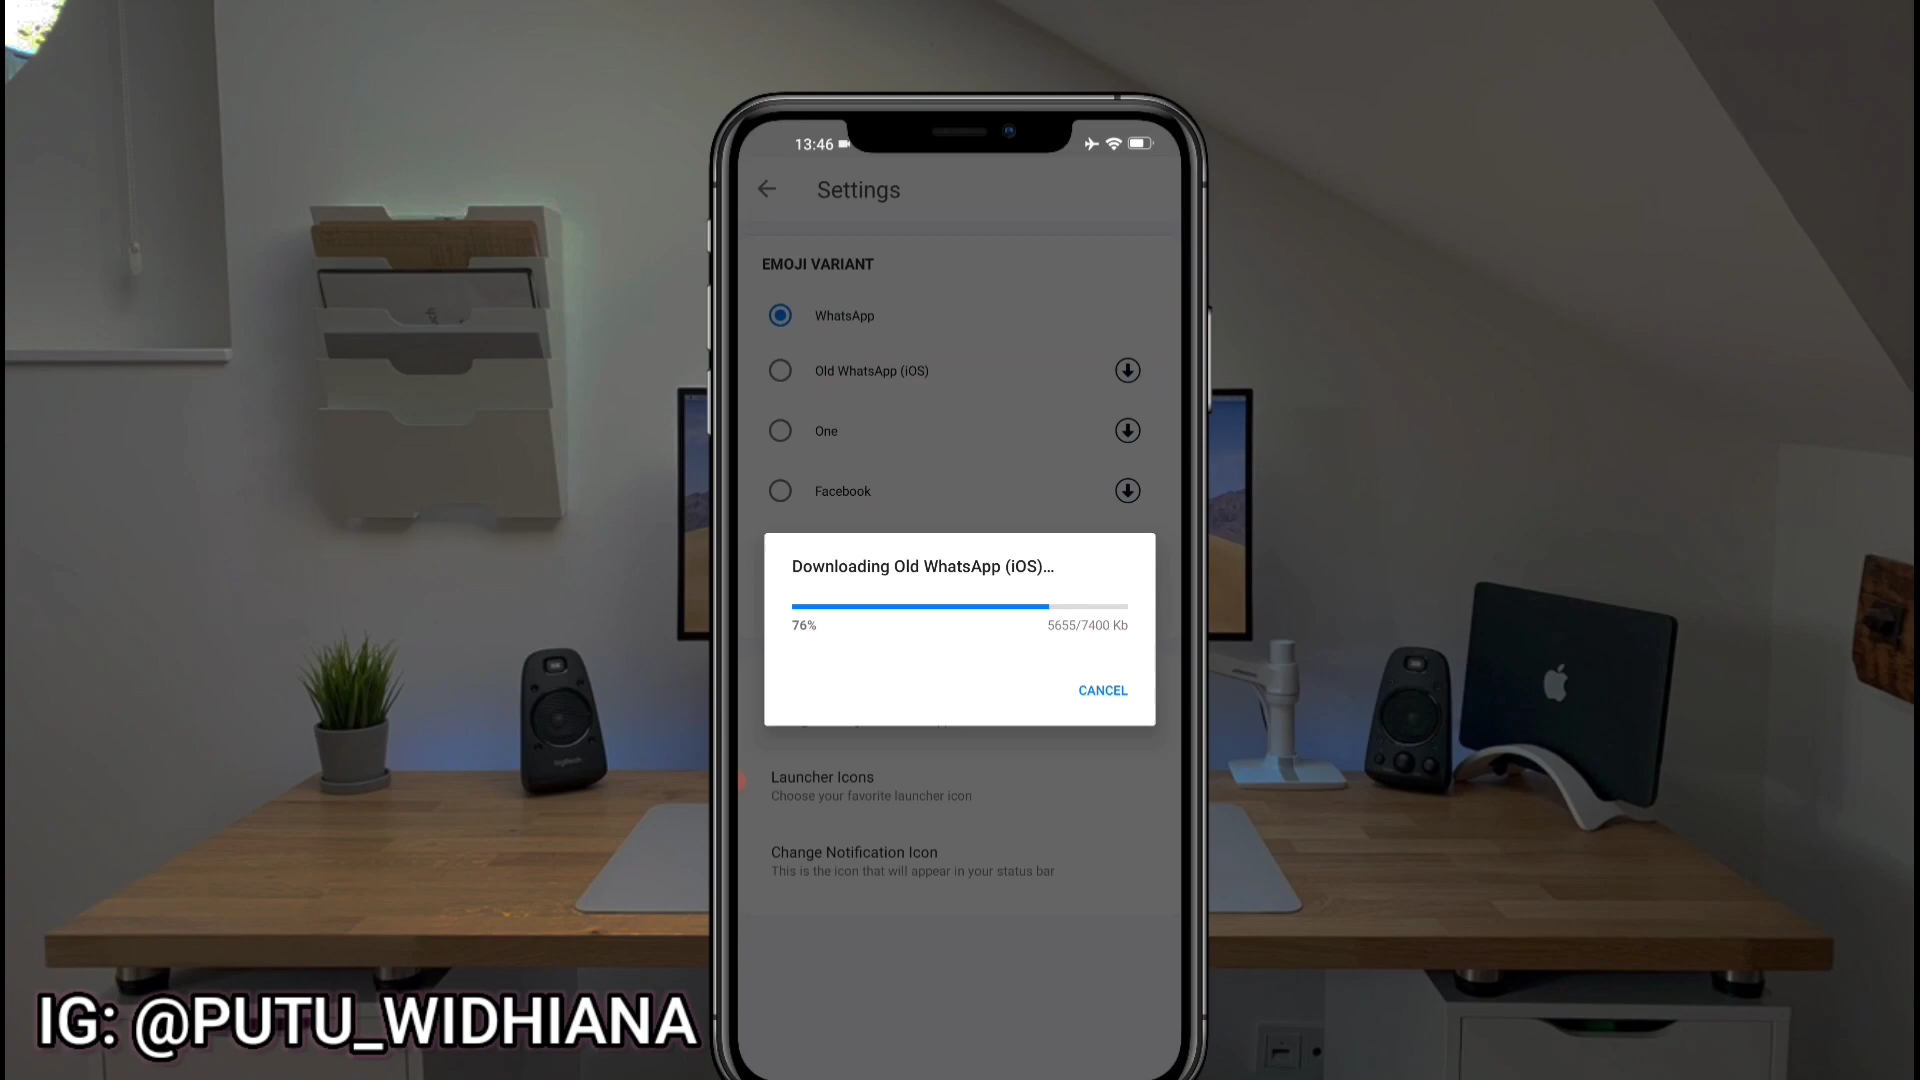 13:46
Settings
EMOJI VARIANT
WhatsApp
Old WhatsApp (iOS)
One
Facebook
Downloading Old WhatsApp (iOS)...
76%
5655/7400 Kb
CANCEL
Launcher Icons
Choose your favorite launcher icon
Change Notification Icon
This is the icon that will appear in your status bar
logitech
IG: @PUTU_WIDHIANA